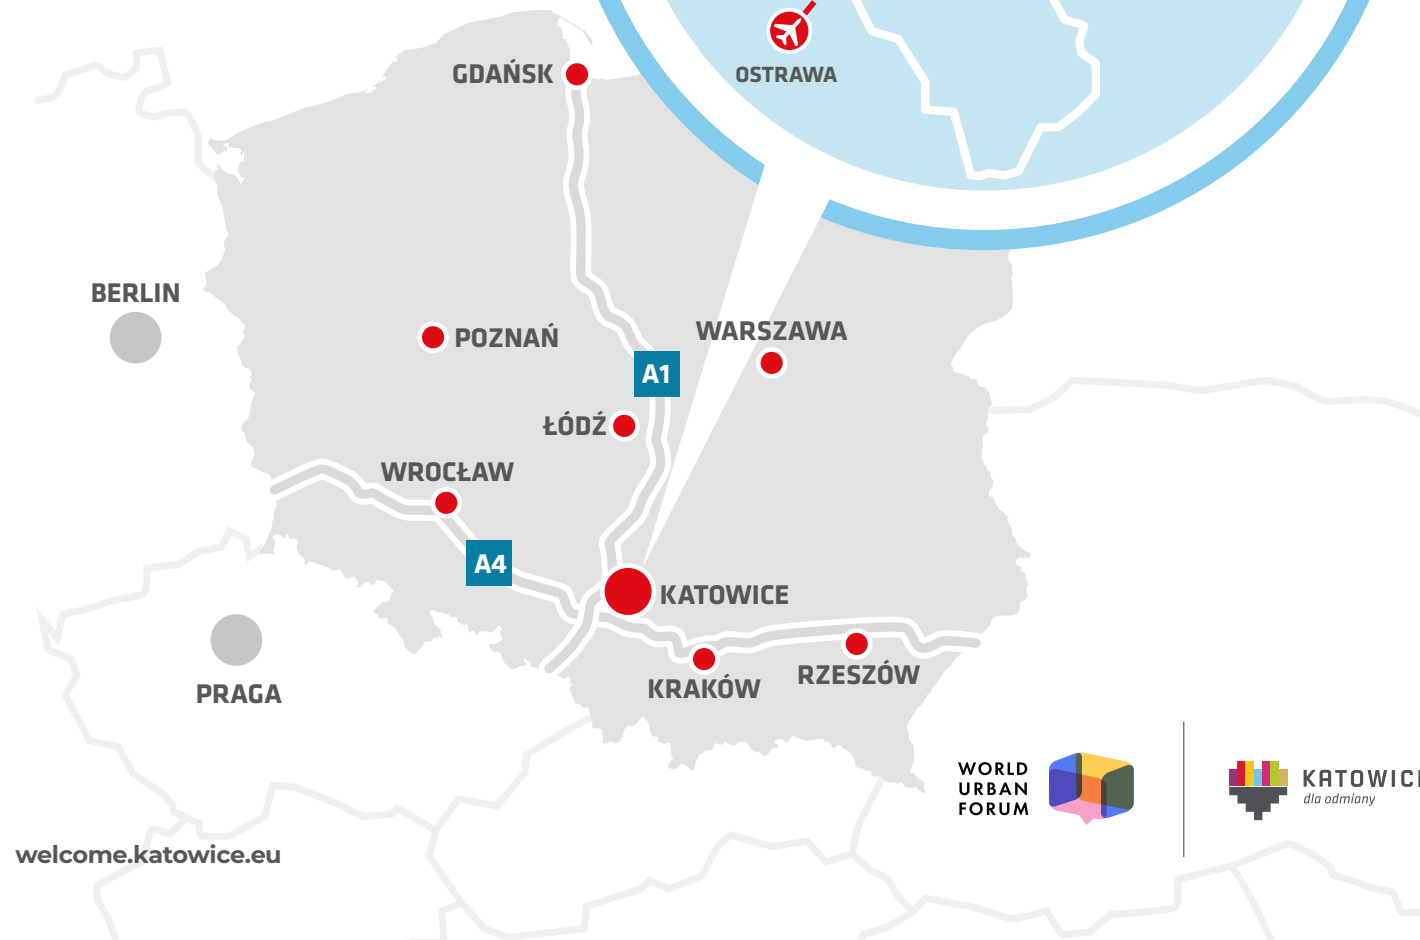 OSTRAWA
GDAŃSK
BERLIN
POZNAŃ
WARSZAWA
A1
ŁÓDŹ
WROCŁAW
A4
KATOWICE
KRAKÓW
RZESZÓW
PRAGA
WORLD
URBAN
FORUM
KATOWICE
dla odmiany
welcome.katowice.eu